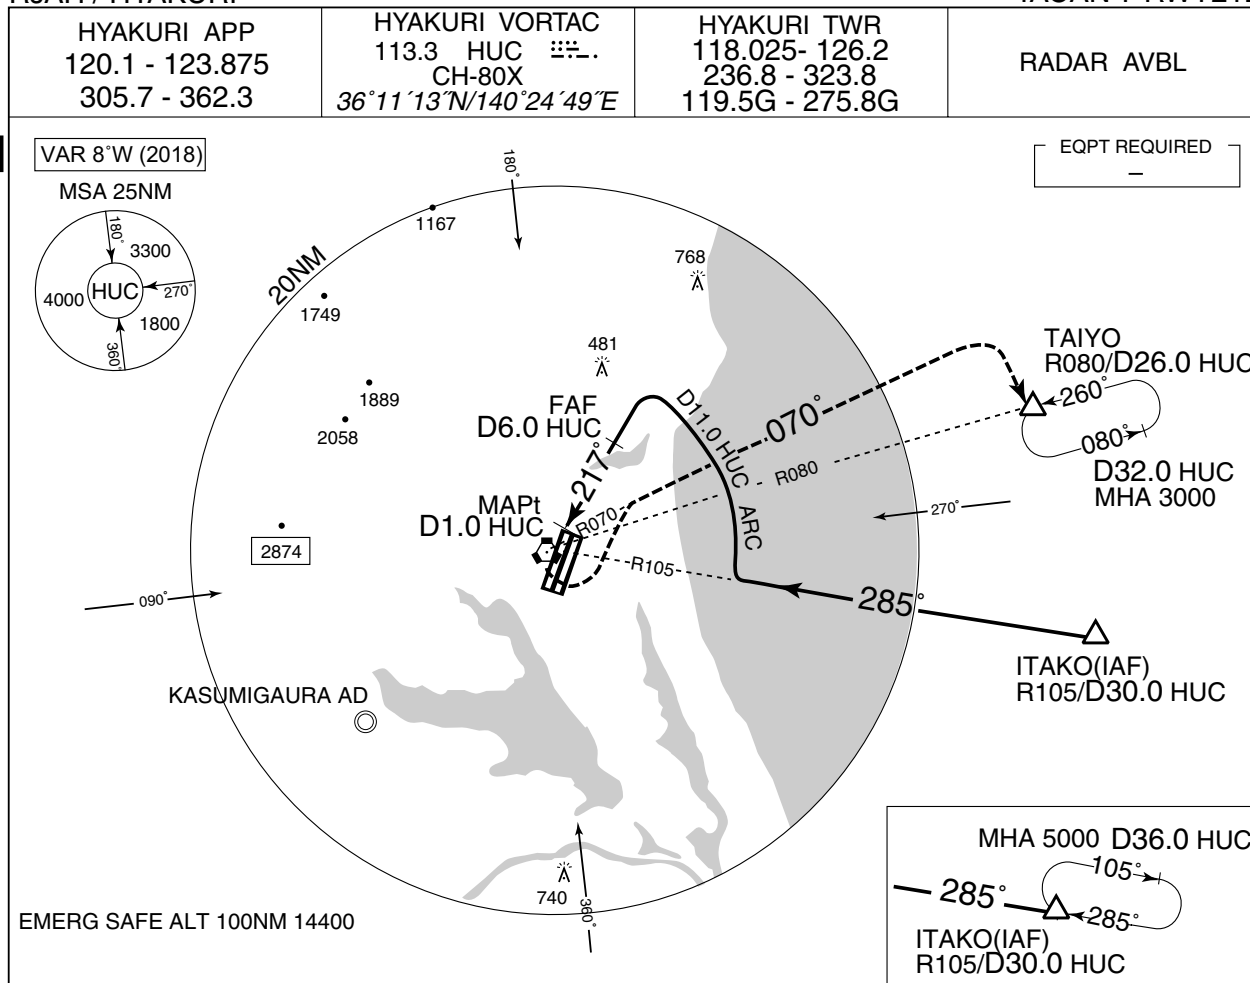 HYAKURI APP
120.1 - 123.875
305.7 - 362.3
HYAKURI VORTAC
113.3 HUC
CH-80X
36°11´13˝N/140°24´49˝E
HYAKURI TWR
118.025- 126.2
236.8 - 323.8
119.5G - 275.8G
RADAR AVBL
VAR 8°W (2018)
MSA 25NM
180°
3300
4000
HUC
270°
1800
360°
EQPT REQUIRED
–
180°
1167
20NM
768
1749
481
1889
2058
FAF
D6.0 HUC
217°
D11.0 HUC ARC
070°
TAIYO
R080/D26.0 HUC
260°
080°
D32.0 HUC
MHA 3000
R080
MAPt
D1.0 HUC
R070
R105
270°
2874
090°
285°
ITAKO(IAF)
R105/D30.0 HUC
KASUMIGAURA AD
740
360°
EMERG SAFE ALT 100NM 14400
MHA 5000 D36.0 HUC
105°
285°
285°
ITAKO(IAF)
R105/D30.0 HUC